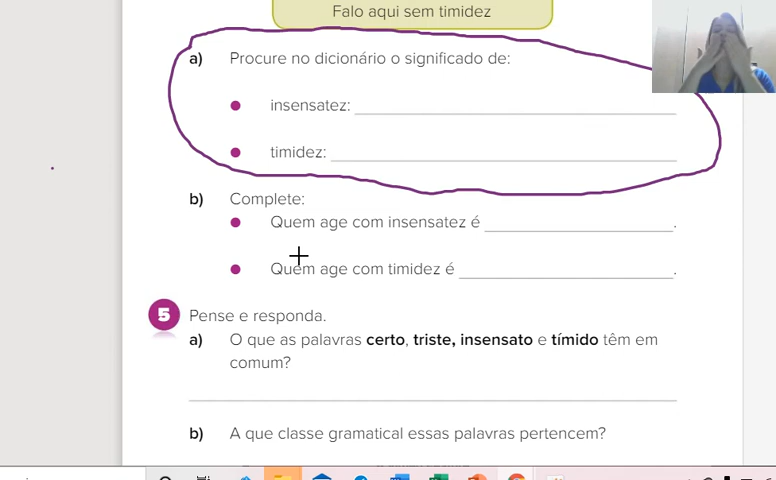 Falo aqui sem timidez
a) Procure no dicionário o significado de:
insensatez:
timidez:
b) Complete:
Quem age com insensatez é .
Quem age com timidez é .
5 Pense e responda.
a) O que as palavras certo, triste, insensato e tímido têm em
comum?
b) A que classe gramatical essas palavras pertencem?